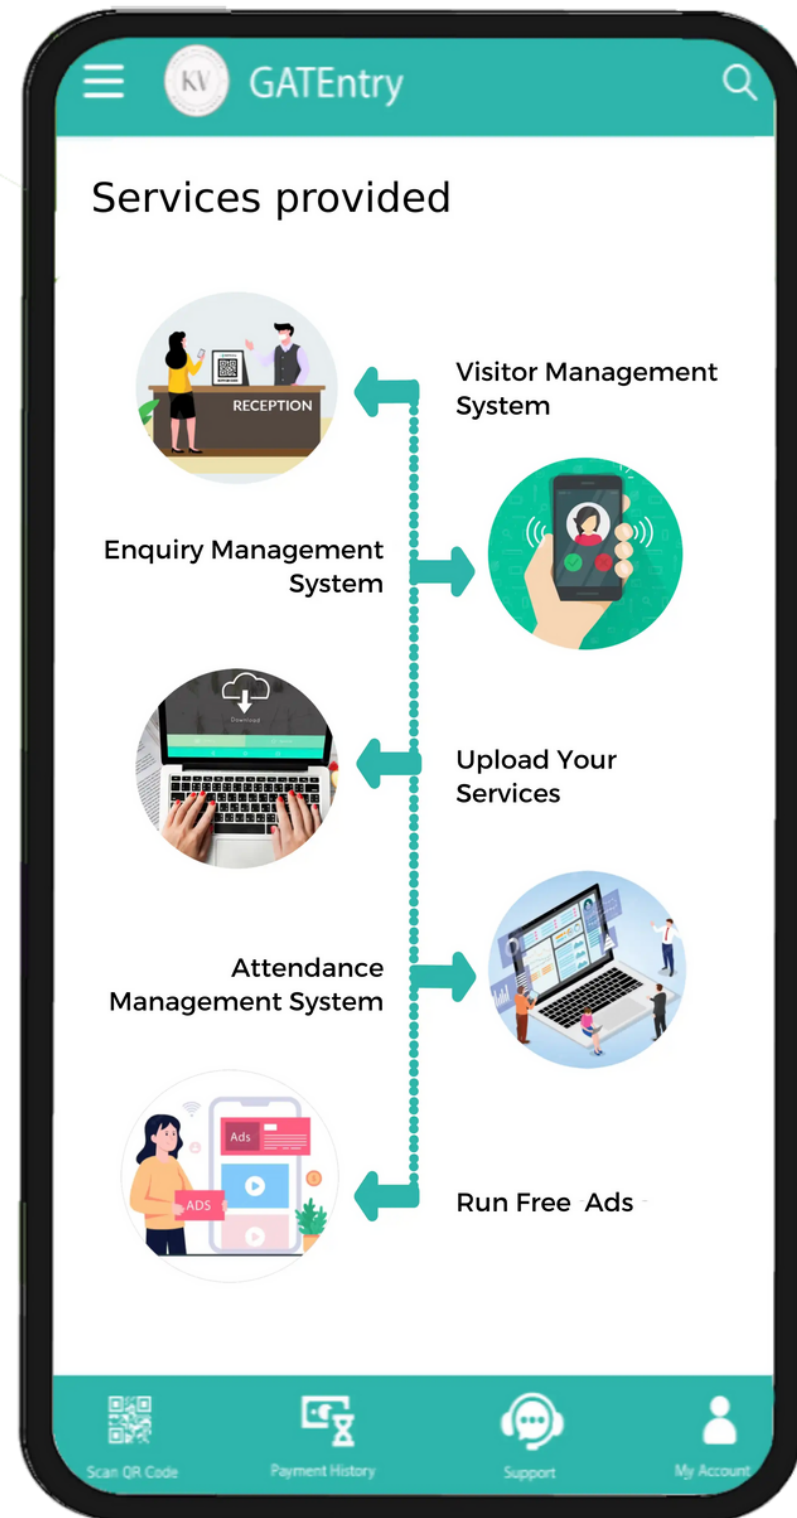 KV
GATEntry
Services provided
RECEPTION
Visitor Management
System
Enquiry Management
System
Download
Upload Your
Services
Attendance
Management System
Ads
ADS
Run Free Ads
Scan QR Code
Payment History
Support
My Account